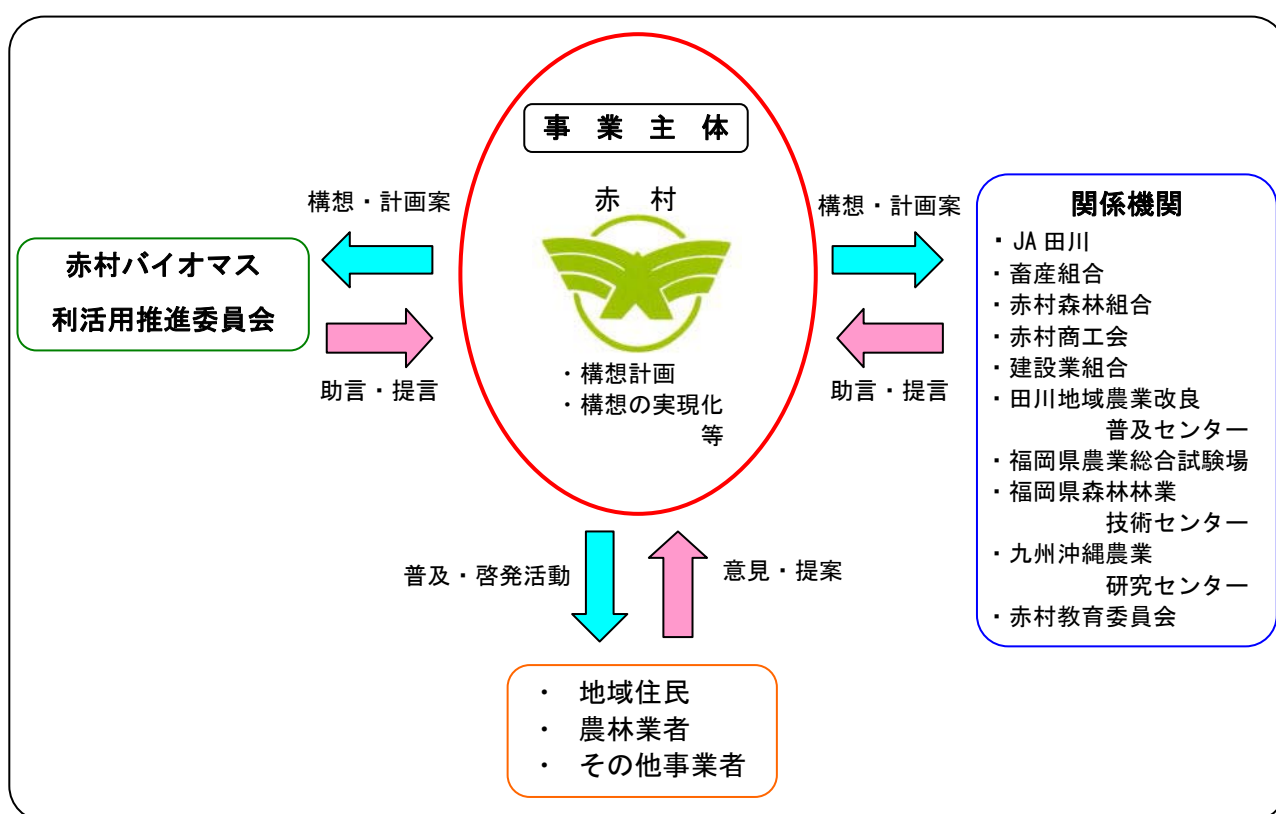 事 業 主 体
赤 村
・構想計画
・構想の実現化
等
構想・計画案
赤村バイオマス
利活用推進委員会
助言・提言
構想・計画案
助言・提言
関係機関
・JA 田川
・畜産組合
・赤村森林組合
・赤村商工会
・建設業組合
・田川地域農業改良
普及センター
・福岡県農業総合試験場
・福岡県森林林業
技術センター
・九州沖縄農業
研究センター
・赤村教育委員会
普及・啓発活動
意見・提案
・ 地域住民
・ 農林業者
・ その他事業者